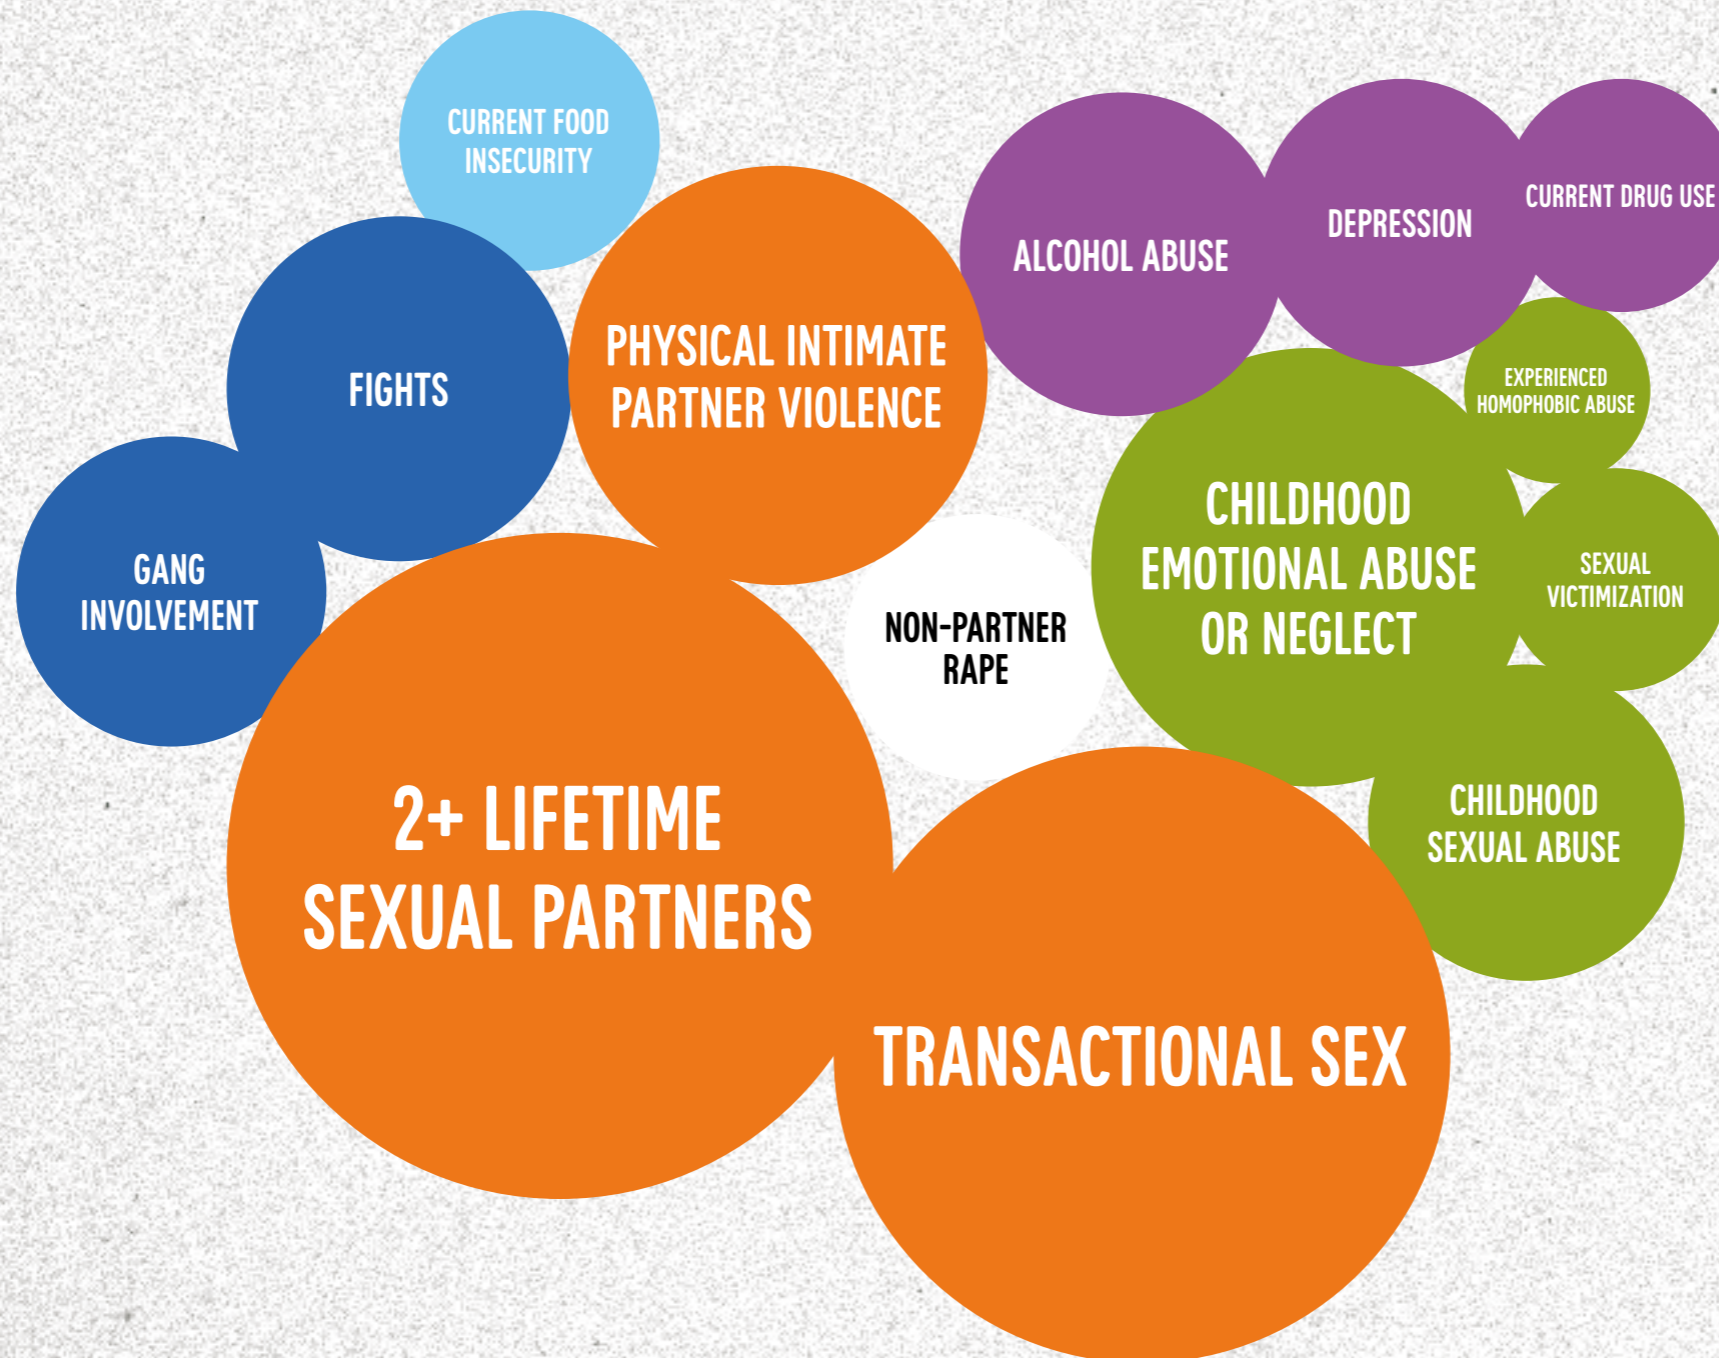 CURRENT FOOD
INSECURITY
FIGHTS
GANG
INVOLVEMENT
PHYSICAL INTIMATE
PARTNER VIOLENCE
ALCOHOL ABUSE
DEPRESSION
CURRENT DRUG USE
EXPERIENCED
HOMOPHOBIC ABUSE
CHILDHOOD
EMOTIONAL ABUSE
OR NEGLECT
SEXUAL
VICTIMIZATION
NON-PARTNER
RAPE
CHILDHOOD
SEXUAL ABUSE
2+ LIFETIME
SEXUAL PARTNERS
TRANSACTIONAL SEX